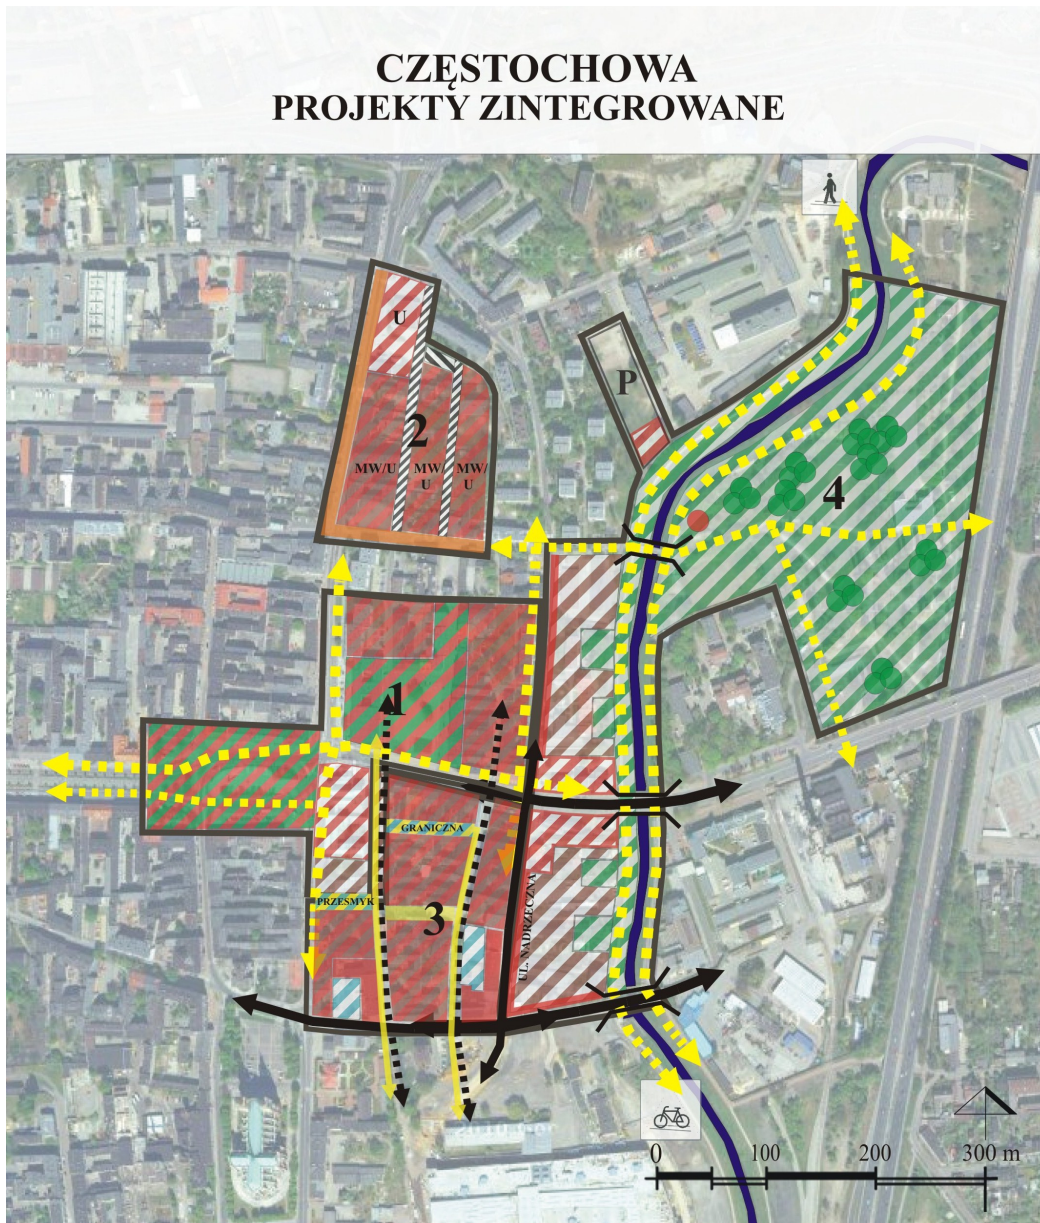 CZĘSTOCHOWA
PROJEKTY ZINTEGROWANE
U
P
2
MW/U
MW/
U
MW/
U
4
1
GRANICZNA
PRZESMYK
3
UL. NADRZECZNA
0
100
200
300 m